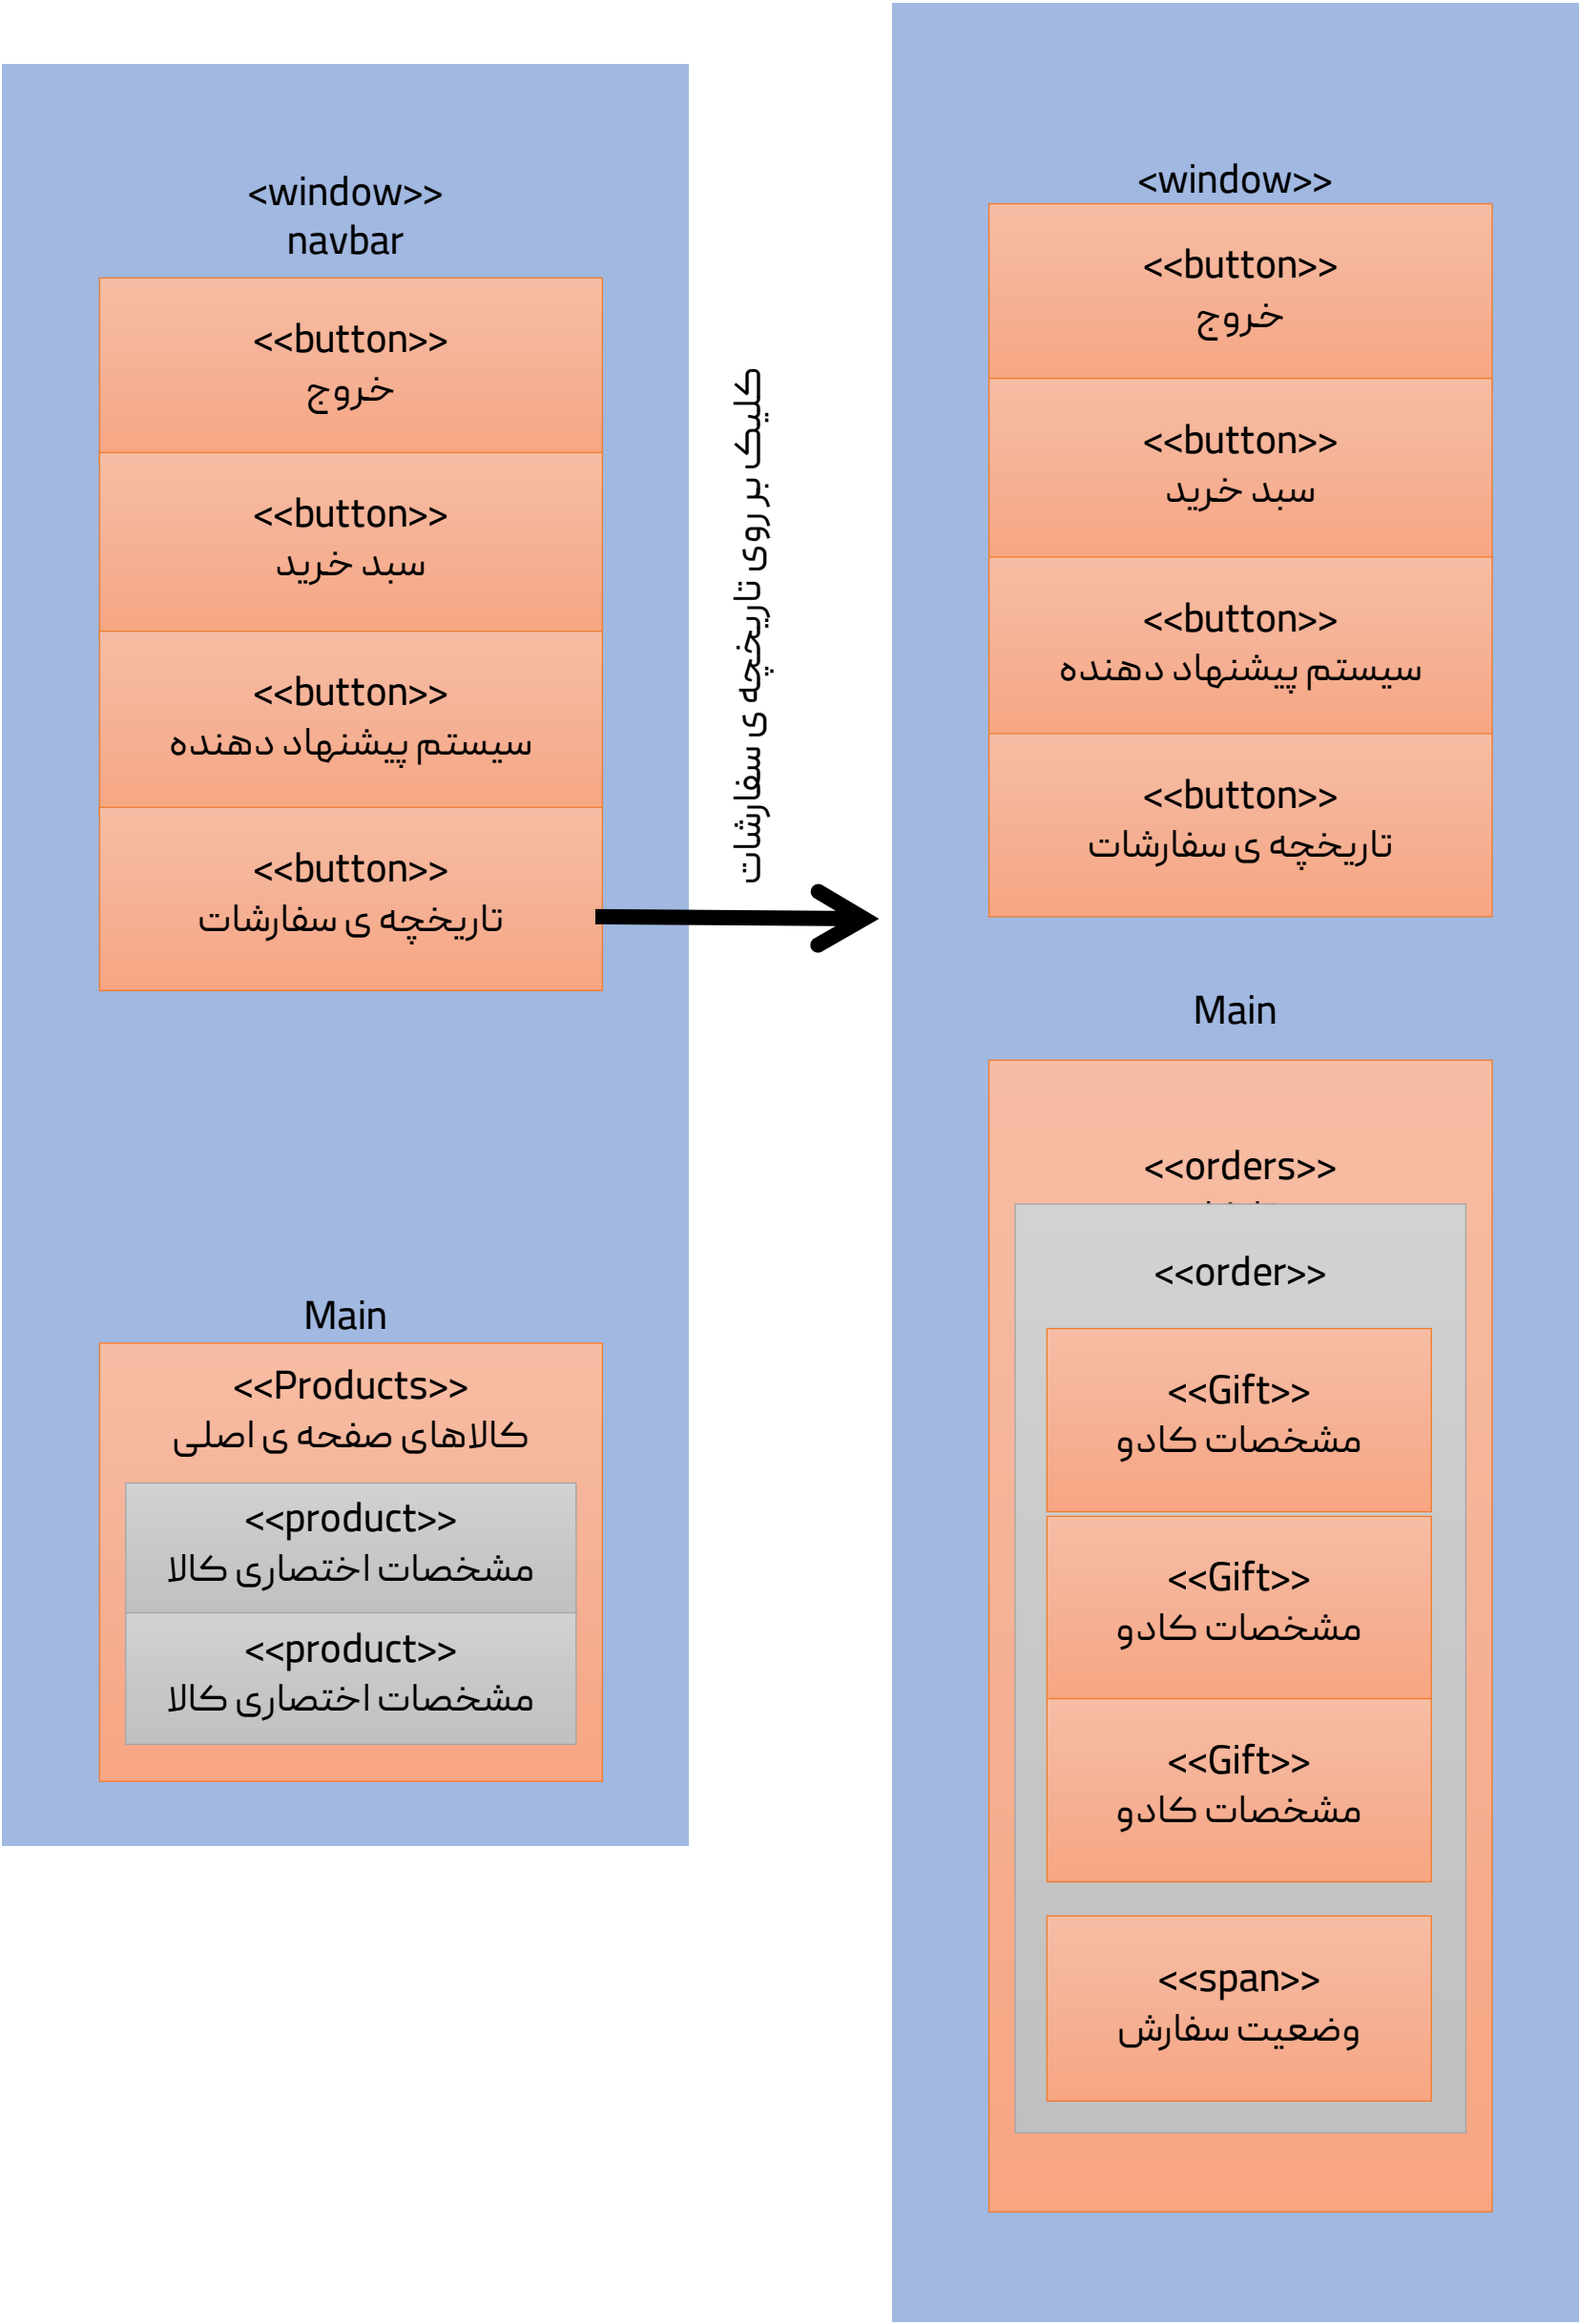 <window>>
navbar
<<button>>
خروج
<<button>>
سبد خرید
<<button>>
سیستم پیشنهاد دهنده
<<button>>
تاریخچه ی سفارشات
Main
<<Products>>
کالاهای صفحه ی اصلی
<<product>>
مشخصات اختصاری کالا
<<product>>
مشخصات اختصاری کالا
کلیک بر روی تاریخچه ی سفارشات
<window>>
<<button>>
خروج
<<button>>
سبد خرید
<<button>>
سیستم پیشنهاد دهنده
<<button>>
تاریخچه ی سفارشات
Main
<<orders>>
<<order>>
<<Gift>>
مشخصات کادو
<<Gift>>
مشخصات کادو
<<Gift>>
مشخصات کادو
<<span>>
وضعیت سفارش